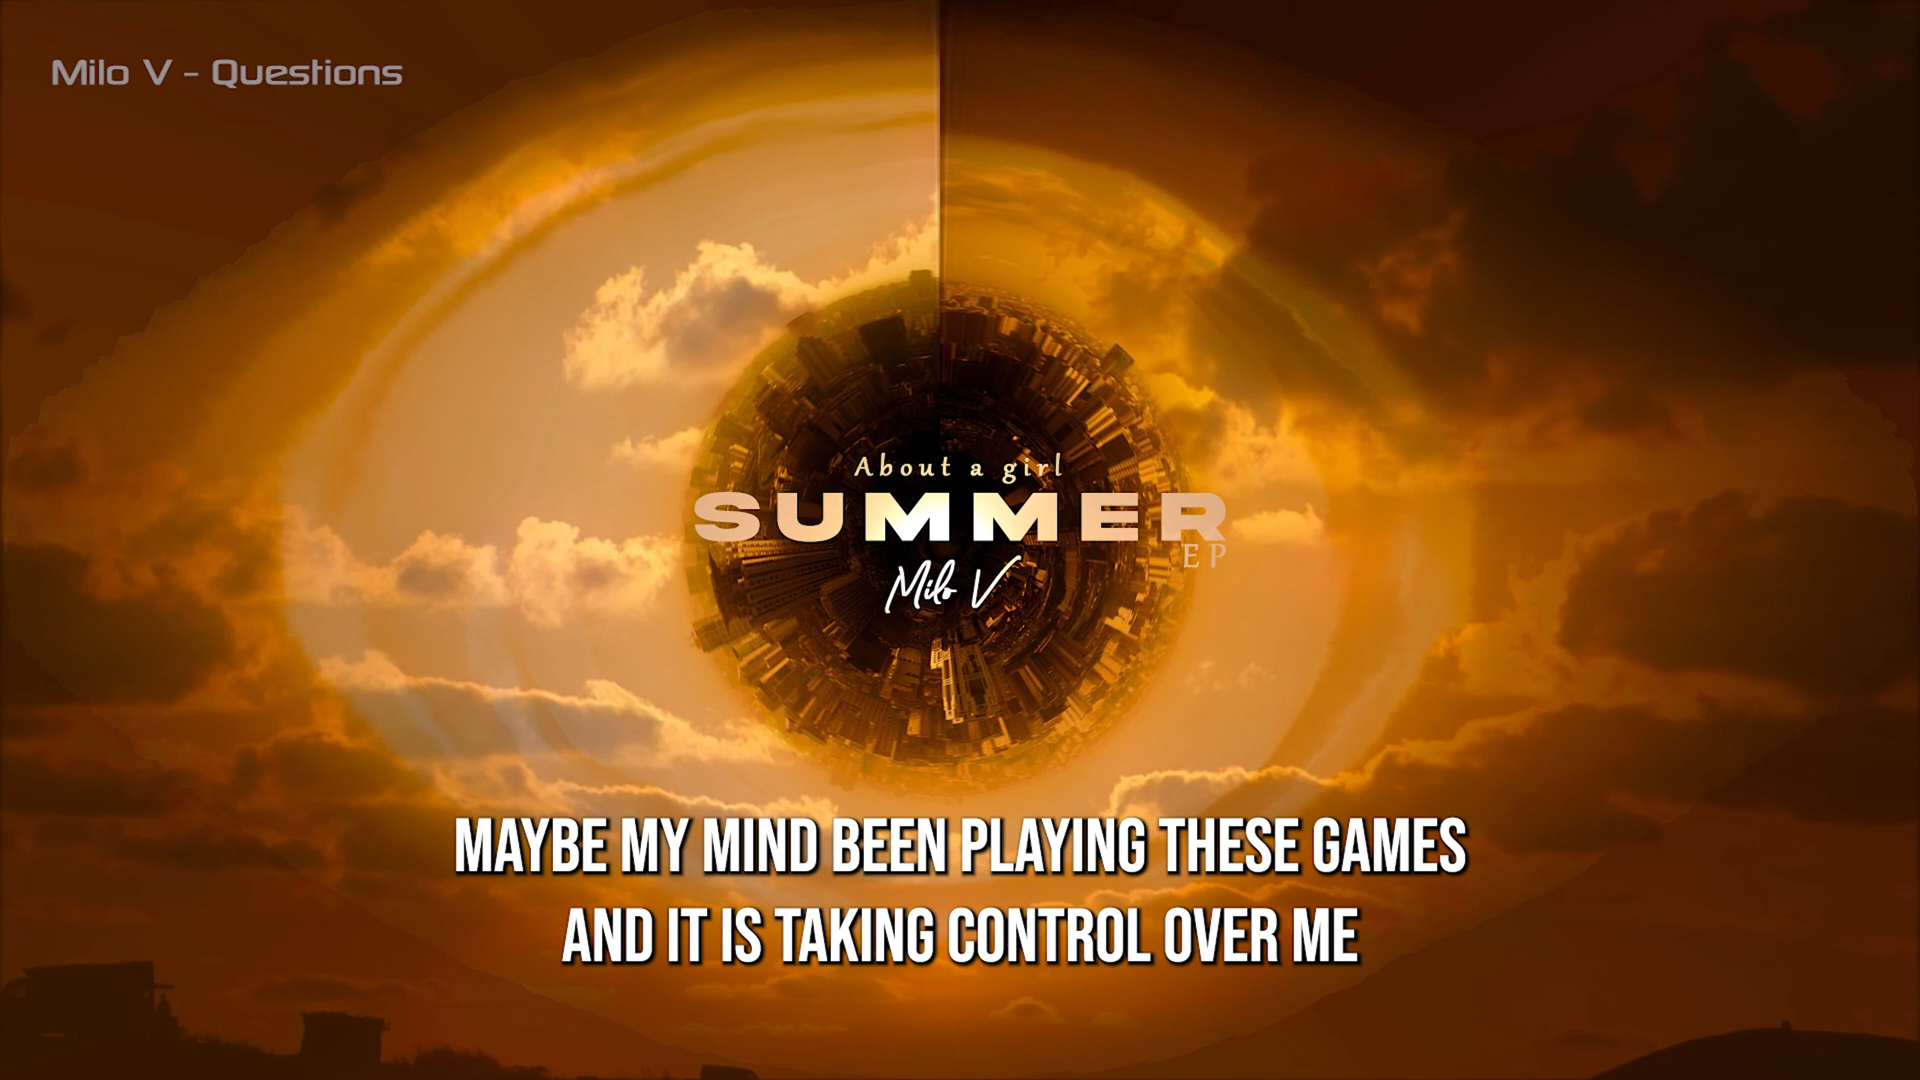 Milo V - Questions
About a girl
SUMMER
EP
Milo V
MAYBE MY MIND BEEN PLAYING THESE GAMES
AND IT IS TAKING CONTROL OVER ME